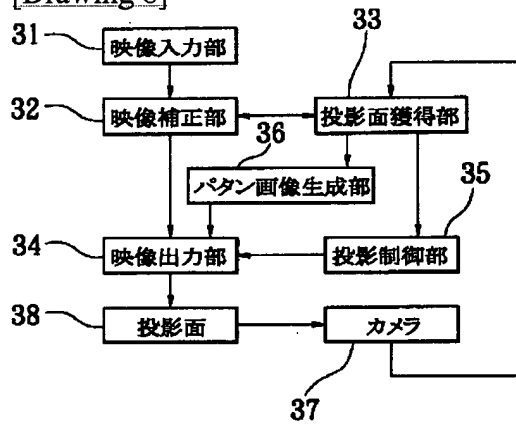 [Drawing 6]
31
映像入力部
33
32
映像補正部
投影面獲得部
36
パタン画像生成部
35
34
映像出力部
投影制御部
38
投影面
カメラ
37